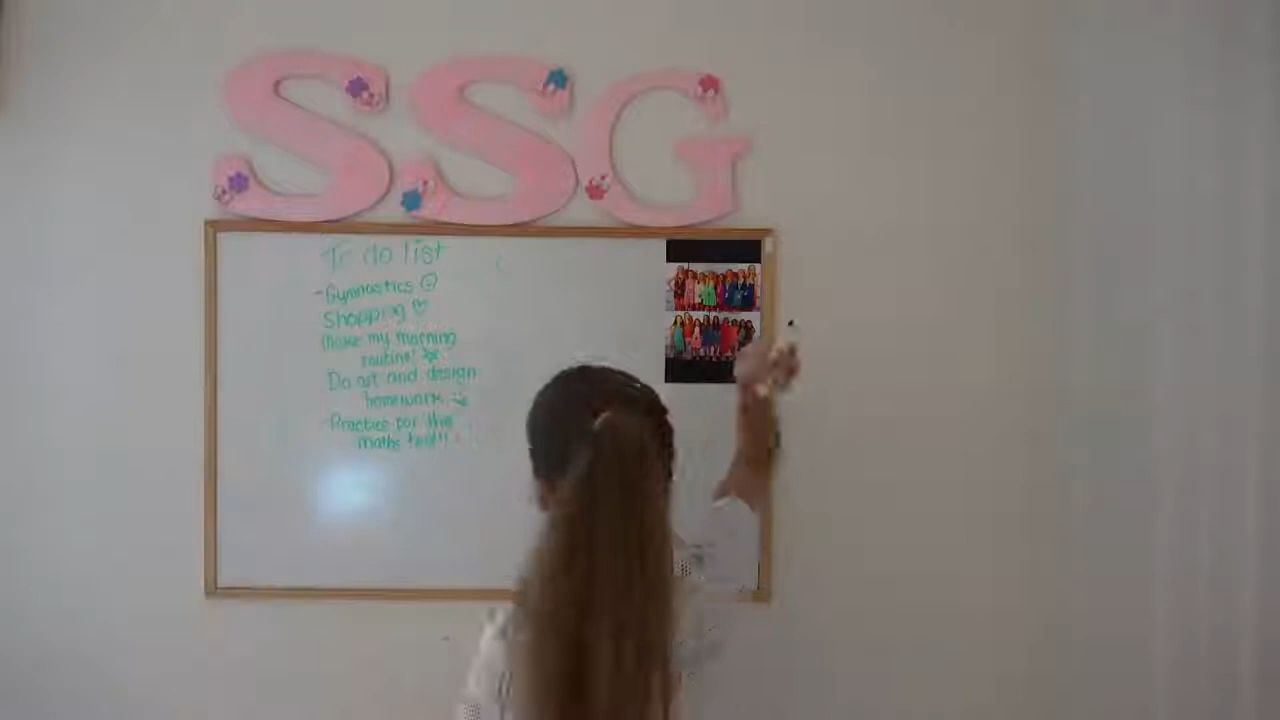 SSG
To do list
- Gymnastics
Shopping
Make my morning
routine!
Do art and design
homework
- Practice for the
maths test!!